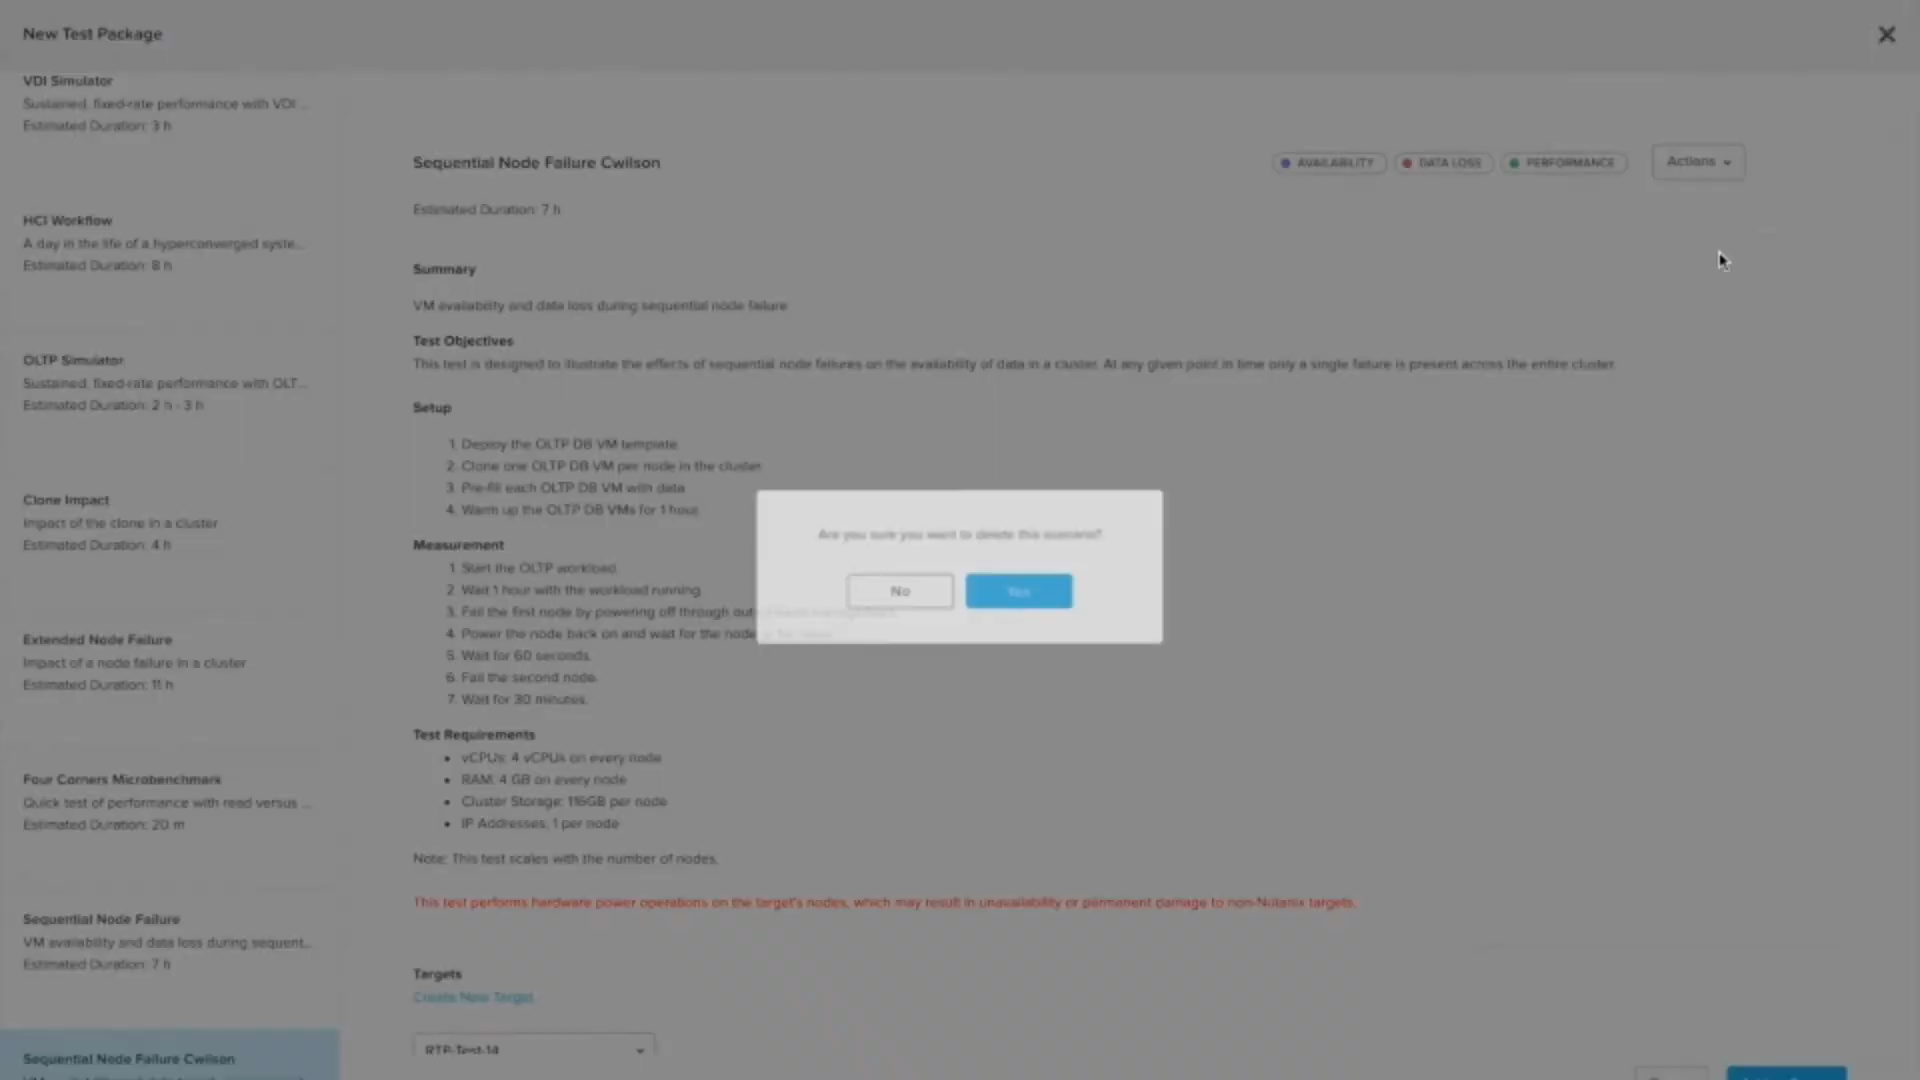 New Test Package
VDI Simulator
Sustained, fixed-rate performance with VDI ...
Estimated Duration: 3 h
HCI Workflow
A day in the life of a hyperconverged syste...
Estimated Duration: 8 h
OLTP Simulator
Sustained, fixed-rate performance with OLT...
Estimated Duration: 2 h - 3 h
Clone Impact
Impact of the clone in a cluster
Estimated Duration: 4 h
Extended Node Failure
Impact of a node failure in a cluster
Estimated Duration: 11 h
Four Corners Microbenchmark
Quick test of performance with read versus ...
Estimated Duration: 20 m
Sequential Node Failure
VM availability and data loss during sequent...
Estimated Duration: 7 h
Sequential Node Failure Cwilson
Sequential Node Failure Cwilson
AVAILABILITY
DATA LOSS
PERFORMANCE
Actions
Estimated Duration: 7 h
Summary
VM availability and data loss during sequential node failure
Test Objectives
This test is designed to illustrate the effects of sequential node failures on the availability of data in a cluster. At any given point in time only a single failure is present across the entire cluster.
Setup
1. Deploy the OLTP DB VM template
2. Clone one OLTP DB VM per node in the cluster
3. Pre-fill each OLTP DB VM with data
4. Warm up the OLTP DB VMs for 1 hour
Measurement
1. Start the OLTP workload
2. Wait 1 hour with the workload running
3. Fail the first node by powering off through out
4. Power the node back on and wait for the node
5. Wait for 60 seconds.
6. Fail the second node.
7. Wait for 30 minutes.
Are you sure you want to delete this scenario?
No
Yes
Test Requirements
• vCPUs: 4 vCPUs on every node
• RAM: 4 GB on every node
• Cluster Storage: 116GB per node
• IP Addresses: 1 per node
Note: This test scales with the number of nodes.
This test performs hardware power operations on the target's nodes, which may result in unavailability or permanent damage to non-Nutanix targets.
Targets
Create New Target
RTP-Test-14